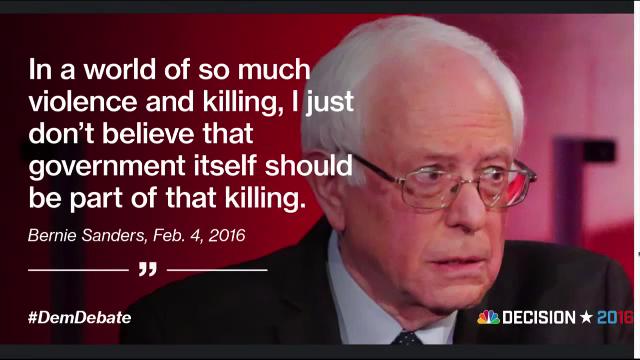 In a world of so much
violence and killing, I just
don’t believe that
government itself should
be part of that killing.
Bernie Sanders, Feb. 4, 2016
”
#DemDebate
DECISION ★ 2016